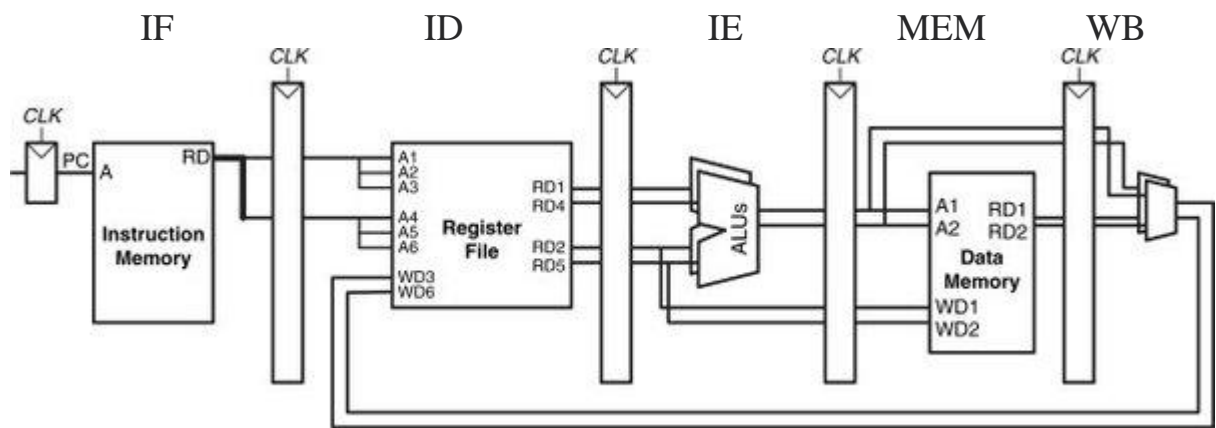 IF ID IE MEM WB
CLK CLK CLK CLK
CLK
PC A RD
Instruction
Memory
A1
A2
A3
A4
A5
A6
WD3
WD6
Register
File
RD1
RD4
RD2
RD5
ALUs
A1
A2
RD1
RD2
Data
Memory
WD1
WD2